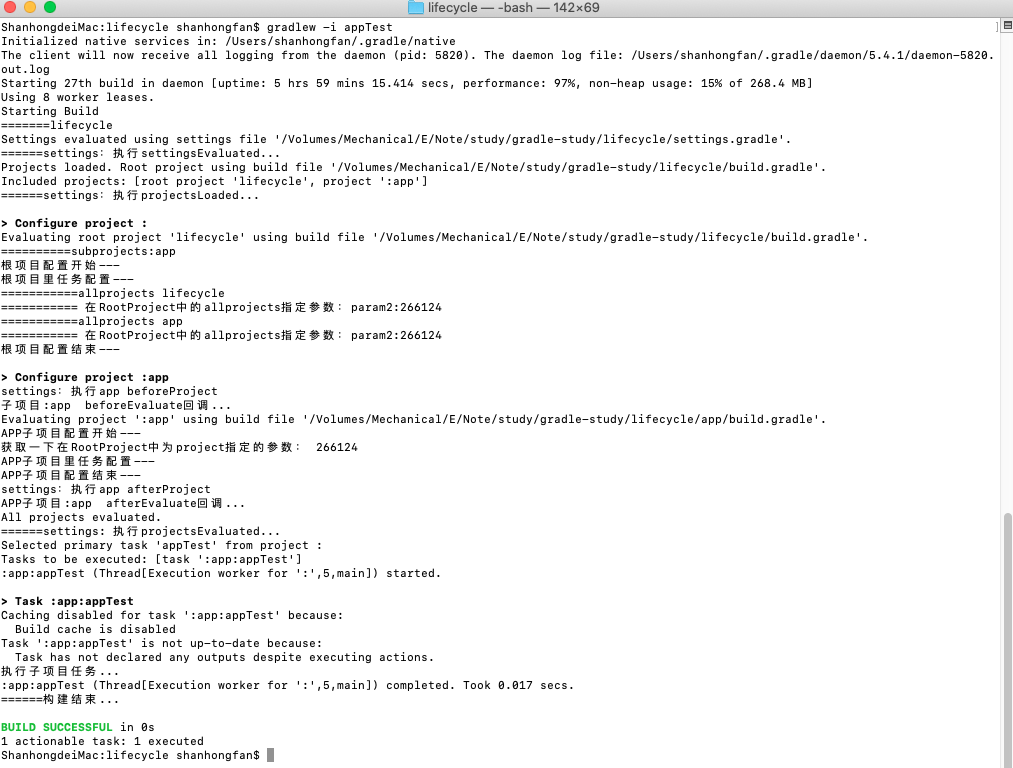 lifecycle — -bash — 142×69
ShanhongdeiMac:lifecycle shanhongfan$ gradlew -i appTest
Initialized native services in: /Users/shanhongfan/.gradle/native
The client will now receive all logging from the daemon (pid: 5820). The daemon log file: /Users/shanhongfan/.gradle/daemon/5.4.1/daemon-5820.
out.log
Starting 27th build in daemon [uptime: 5 hrs 59 mins 15.414 secs, performance: 97%, non-heap usage: 15% of 268.4 MB]
Using 8 worker leases.
Starting Build
=======lifecycle
Settings evaluated using settings file '/Volumes/Mechanical/E/Note/study/gradle-study/lifecycle/settings.gradle'.
======settings：执行settingsEvaluated...
Projects loaded. Root project using build file '/Volumes/Mechanical/E/Note/study/gradle-study/lifecycle/build.gradle'.
Included projects: [root project 'lifecycle', project ':app']
======settings：执行projectsLoaded...

> Configure project :
Evaluating root project 'lifecycle' using build file '/Volumes/Mechanical/E/Note/study/gradle-study/lifecycle/build.gradle'.
==========subprojects:app
根项目配置开始---
根项目里任务配置---
===========allprojects lifecycle
=========== 在RootProject中的allprojects指定参数：param2:266124
===========allprojects app
=========== 在RootProject中的allprojects指定参数：param2:266124
根项目配置结束---

> Configure project :app
settings：执行app beforeProject
子项目:app  beforeEvaluate回调...
Evaluating project ':app' using build file '/Volumes/Mechanical/E/Note/study/gradle-study/lifecycle/app/build.gradle'.
APP子项目配置开始---
获取一下在RootProject中为project指定的参数：  266124
APP子项目里任务配置---
APP子项目配置结束---
settings：执行app afterProject
APP子项目:app  afterEvaluate回调...
All projects evaluated.
======settings: 执行projectsEvaluated...
Selected primary task 'appTest' from project :
Tasks to be executed: [task ':app:appTest']
:app:appTest (Thread[Execution worker for ':',5,main]) started.

> Task :app:appTest
Caching disabled for task ':app:appTest' because:
  Build cache is disabled
Task ':app:appTest' is not up-to-date because:
  Task has not declared any outputs despite executing actions.
执行子项目任务...
:app:appTest (Thread[Execution worker for ':',5,main]) completed. Took 0.017 secs.
======构建结束...

BUILD SUCCESSFUL in 0s
1 actionable task: 1 executed
ShanhongdeiMac:lifecycle shanhongfan$